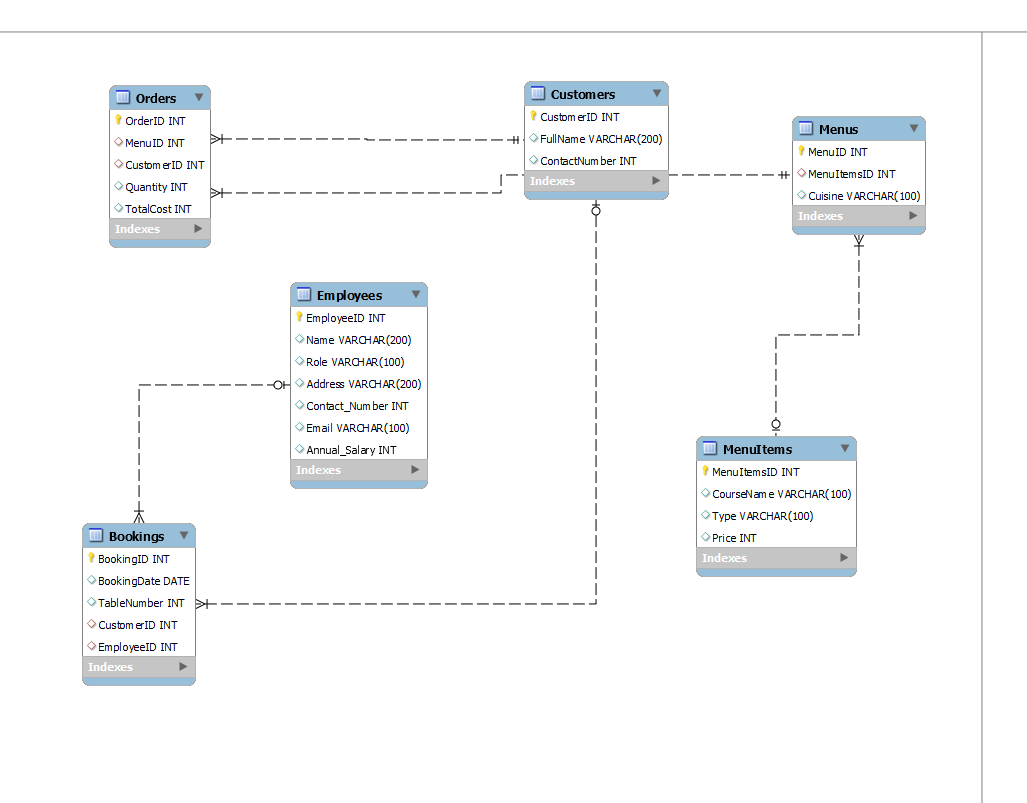 Orders
OrderID INT
MenuID INT
CustomerID INT
Quantity INT
TotalCost INT
Indexes
Customers
CustomerID INT
FullName VARCHAR(200)
ContactNumber INT
Indexes
Menus
MenuID INT
MenuItemsID INT
Cuisine VARCHAR(100)
Indexes
Employees
EmployeeID INT
Name VARCHAR(200)
Role VARCHAR(100)
Address VARCHAR(200)
Contact_Number INT
Email VARCHAR(100)
Annual_Salary INT
Indexes
MenuItems
MenuItemsID INT
CourseName VARCHAR(100)
Type VARCHAR(100)
Price INT
Indexes
Bookings
BookingID INT
BookingDate DATE
TableNumber INT
CustomerID INT
EmployeeID INT
Indexes